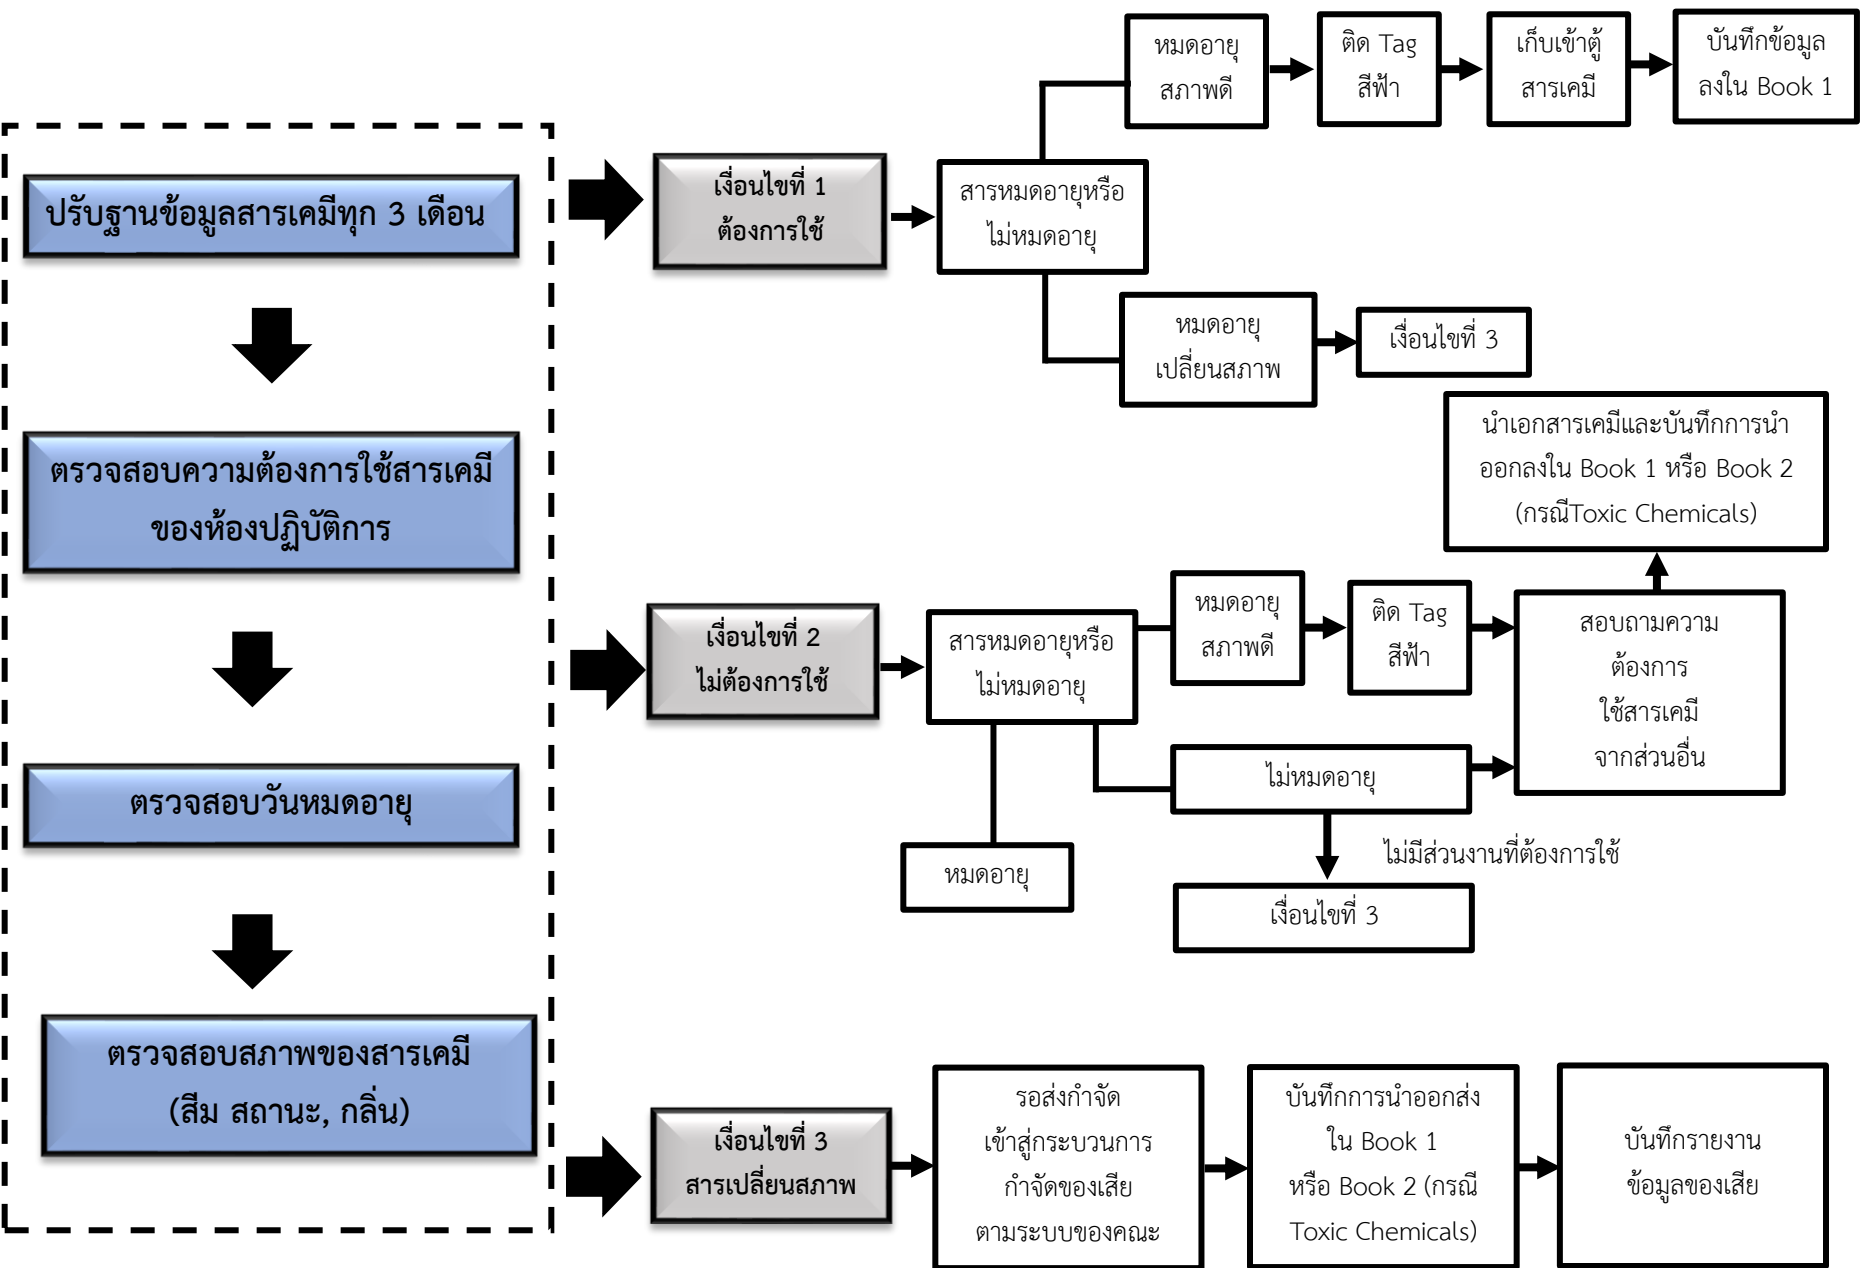 ปรับฐานข้อมูลสารเคมีทุก 3 เดือน
ตรวจสอบความต้องการใช้สารเคมี
ของห้องปฏิบัติการ
ตรวจสอบวันหมดอายุ
ตรวจสอบสภาพของสารเคมี
(สีม สถานะ, กลิ่น)
เงื่อนไขที่ 1
ต้องการใช้
สารหมดอายุหรือ
ไม่หมดอายุ
หมดอายุ
สภาพดี
ติด Tag
สีฟ้า
เก็บเข้าตู้
สารเคมี
บันทึกข้อมูล
ลงใน Book 1
หมดอายุ
เปลี่ยนสภาพ
เงื่อนไขที่ 3
เงื่อนไขที่ 2
ไม่ต้องการใช้
สารหมดอายุหรือ
ไม่หมดอายุ
หมดอายุ
สภาพดี
ติด Tag
สีฟ้า
สอบถามความ
ต้องการ
ใช้สารเคมี
จากส่วนอื่น
นำเอกสารเคมีและบันทึกการนำ
ออกลงใน Book 1 หรือ Book 2
(กรณีToxic Chemicals)
ไม่หมดอายุ
ไม่มีส่วนงานที่ต้องการใช้
เงื่อนไขที่ 3
หมดอายุ
เงื่อนไขที่ 3
สารเปลี่ยนสภาพ
รอส่งกำจัด
เข้าสู่กระบวนการ
กำจัดของเสีย
ตามระบบของคณะ
บันทึกการนำออกส่ง
ใน Book 1
หรือ Book 2 (กรณี
Toxic Chemicals)
บันทึกรายงาน
ข้อมูลของเสีย